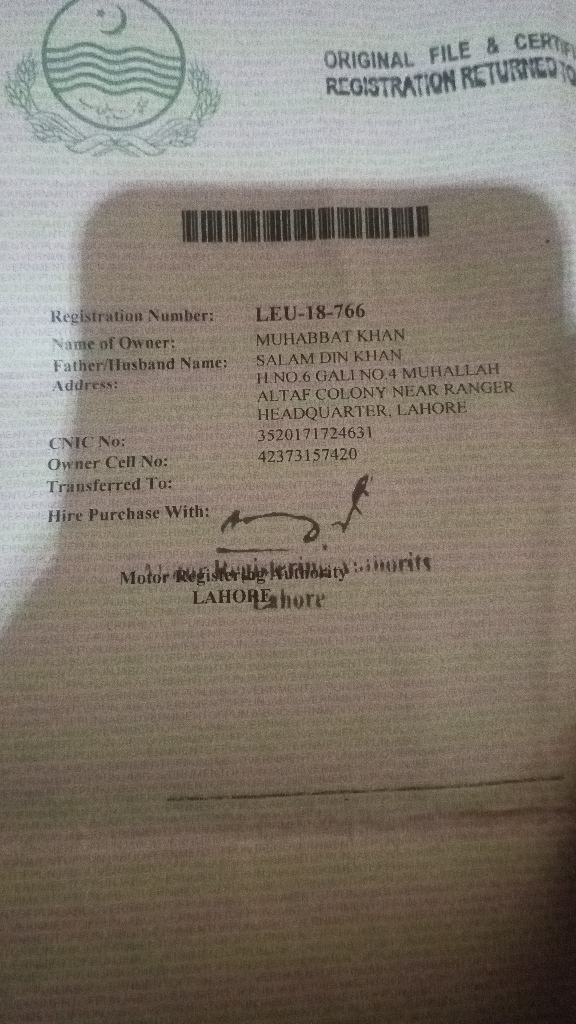 ORIGINAL FILE & CERTIF
REGISTRATION RETURNED TO
Registration Number: LEU-18-766
Name of Owner: MUHABBAT KHAN
Father/Husband Name: SALAM DIN KHAN
Address: H.NO.6 GALI NO.4 MUHALLAH
ALTAF COLONY NEAR RANGER
HEADQUARTER, LAHORE
CNIC No: 3520171724631
Owner Cell No: 42373157420
Transferred To:
Hire Purchase With:
Motor Registering Authority
LAHORE
Lahore